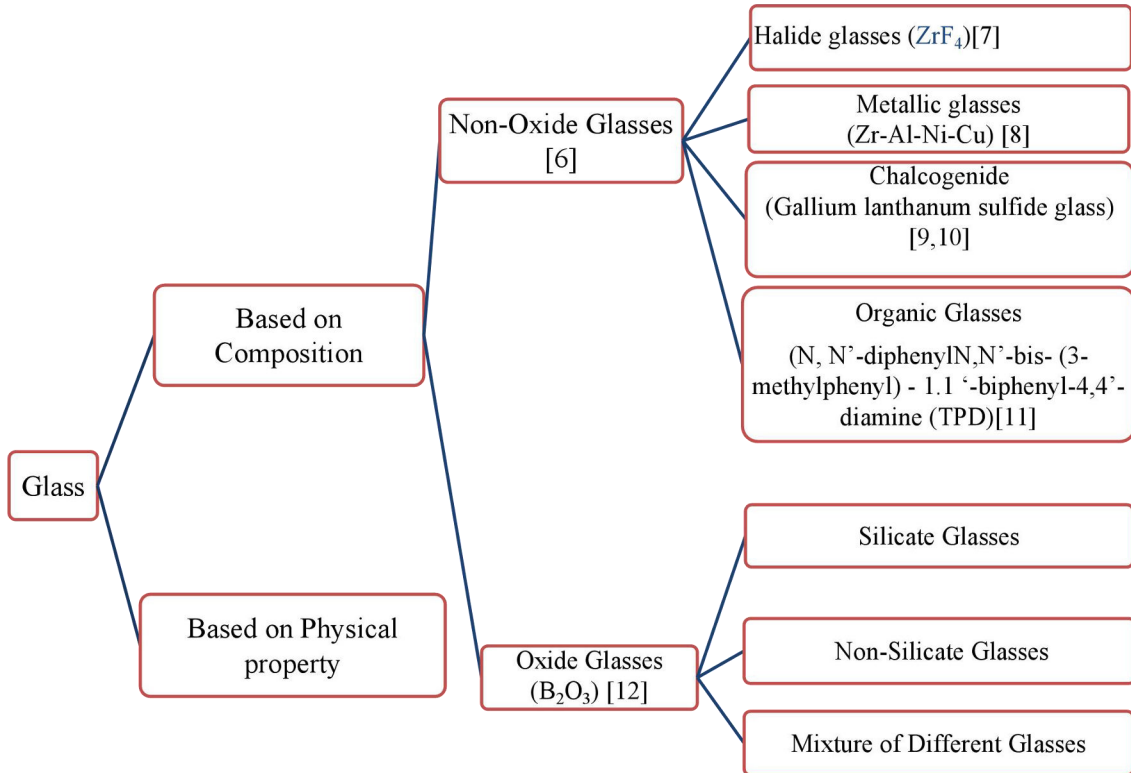 Glass
Based on
Composition
Based on Physical
property
Non-Oxide Glasses
[6]
Oxide Glasses
(B₂O₃) [12]
Halide glasses (ZrF₄)[7]
Metallic glasses
(Zr-Al-Ni-Cu) [8]
Chalcogenide
(Gallium lanthanum sulfide glass)
[9,10]
Organic Glasses
(N, N’-diphenylN,N’-bis- (3-
methylphenyl) - 1.1 ‘-biphenyl-4,4’-
diamine (TPD)[11]
Silicate Glasses
Non-Silicate Glasses
Mixture of Different Glasses